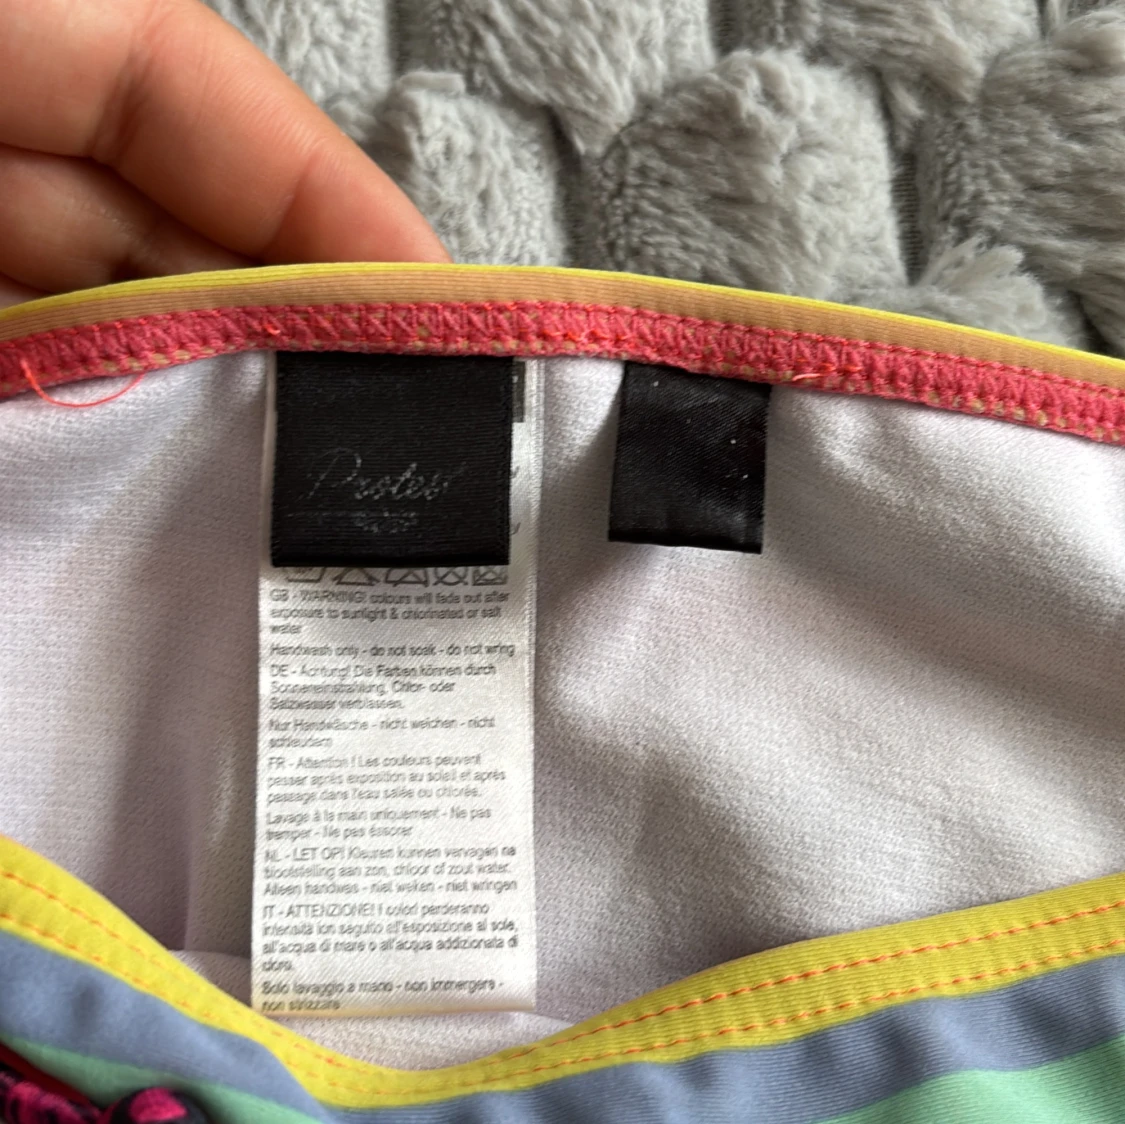 Protest
GB - WARNING! colours will fade out after
exposure to sunlight & chlorinated or salt
water
Handwash only - do not soak - do not wring
DE - Achtung! Die Farben können durch
Sonneneinstrahlung, Chlor- oder
Salzwasser verblassen.
Nur Handwäsche - nicht weichen - nicht
schleudern
FR - Attention ! Les couleurs peuvent
passer après exposition au soleil et après
passage dans l'eau salée ou chlorée.
Lavage à la main uniquement - Ne pas
tremper - Ne pas éssorer
NL - LET OP! Kleuren kunnen vervagen na
blootstelling aan zon, chloor of zout water.
Alleen handwas - niet weken - niet wringen
IT - ATTENZIONE! I colori perderanno
intensità ion seguito all'esposizione al sole,
all'acqua di mare o all'acqua addizionata di
cloro.
Solo lavaggio a mano - non immergere -
non strizzare